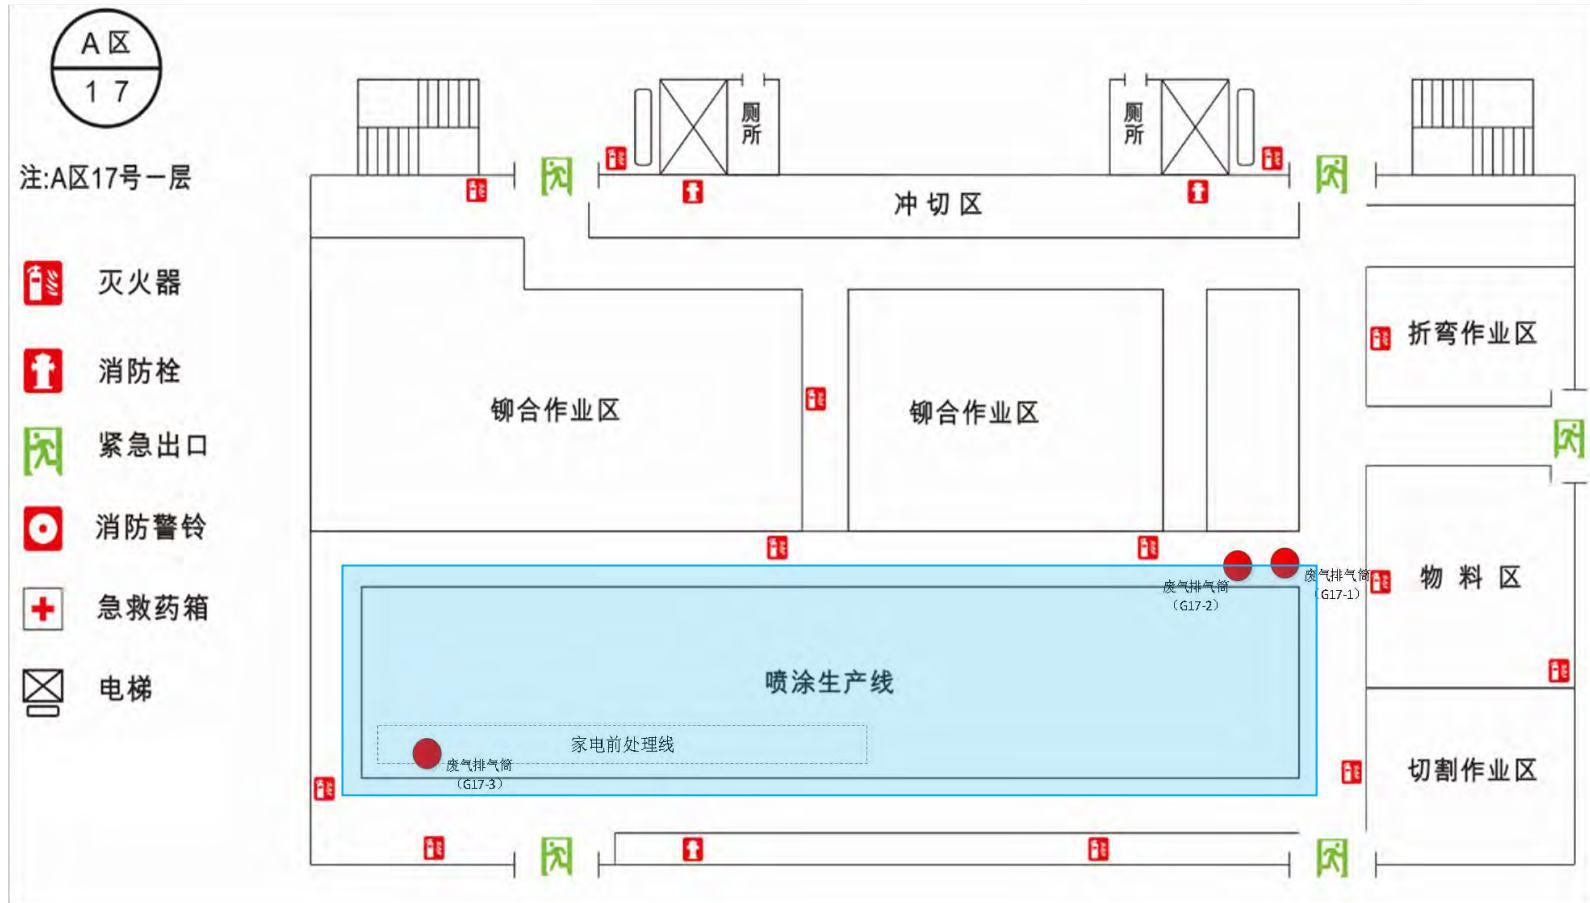 A区
17
注:A区17号一层
灭火器
消防栓
紧急出口
消防警铃
急救药箱
电梯
厕所
厕所
冲切区
铆合作业区
铆合作业区
折弯作业区
物料区
切割作业区
废气排气筒
（G17-2）
废气排气筒
（G17-1）
喷涂生产线
家电前处理线
废气排气筒
（G17-3）